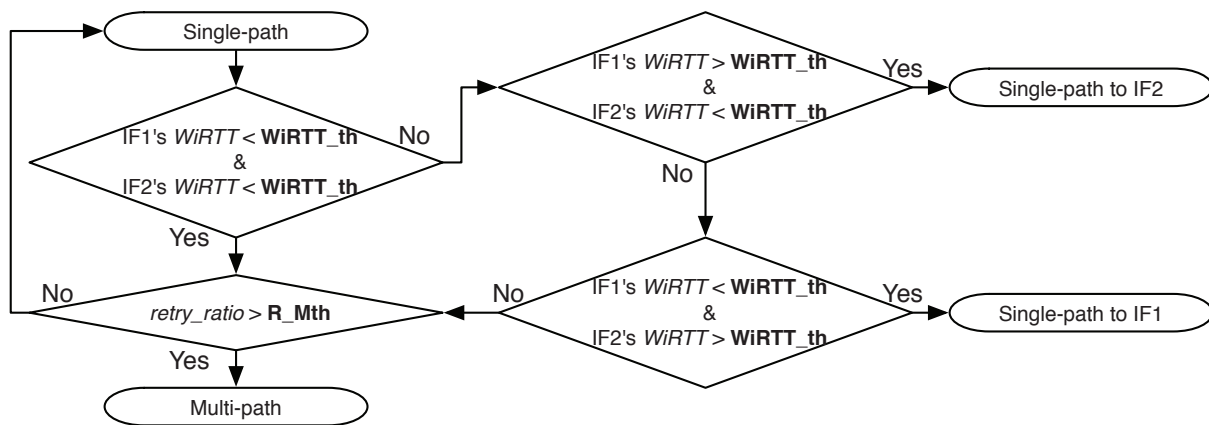 Single-path
IF1's WiRTT < WiRTT_th
&
IF2's WiRTT < WiRTT_th
No
Yes
IF1's WiRTT > WiRTT_th
&
IF2's WiRTT < WiRTT_th
Yes
Single-path to IF2
No
IF1's WiRTT < WiRTT_th
&
IF2's WiRTT > WiRTT_th
Yes
Single-path to IF1
No
retry_ratio > R_Mth
No
Yes
Multi-path